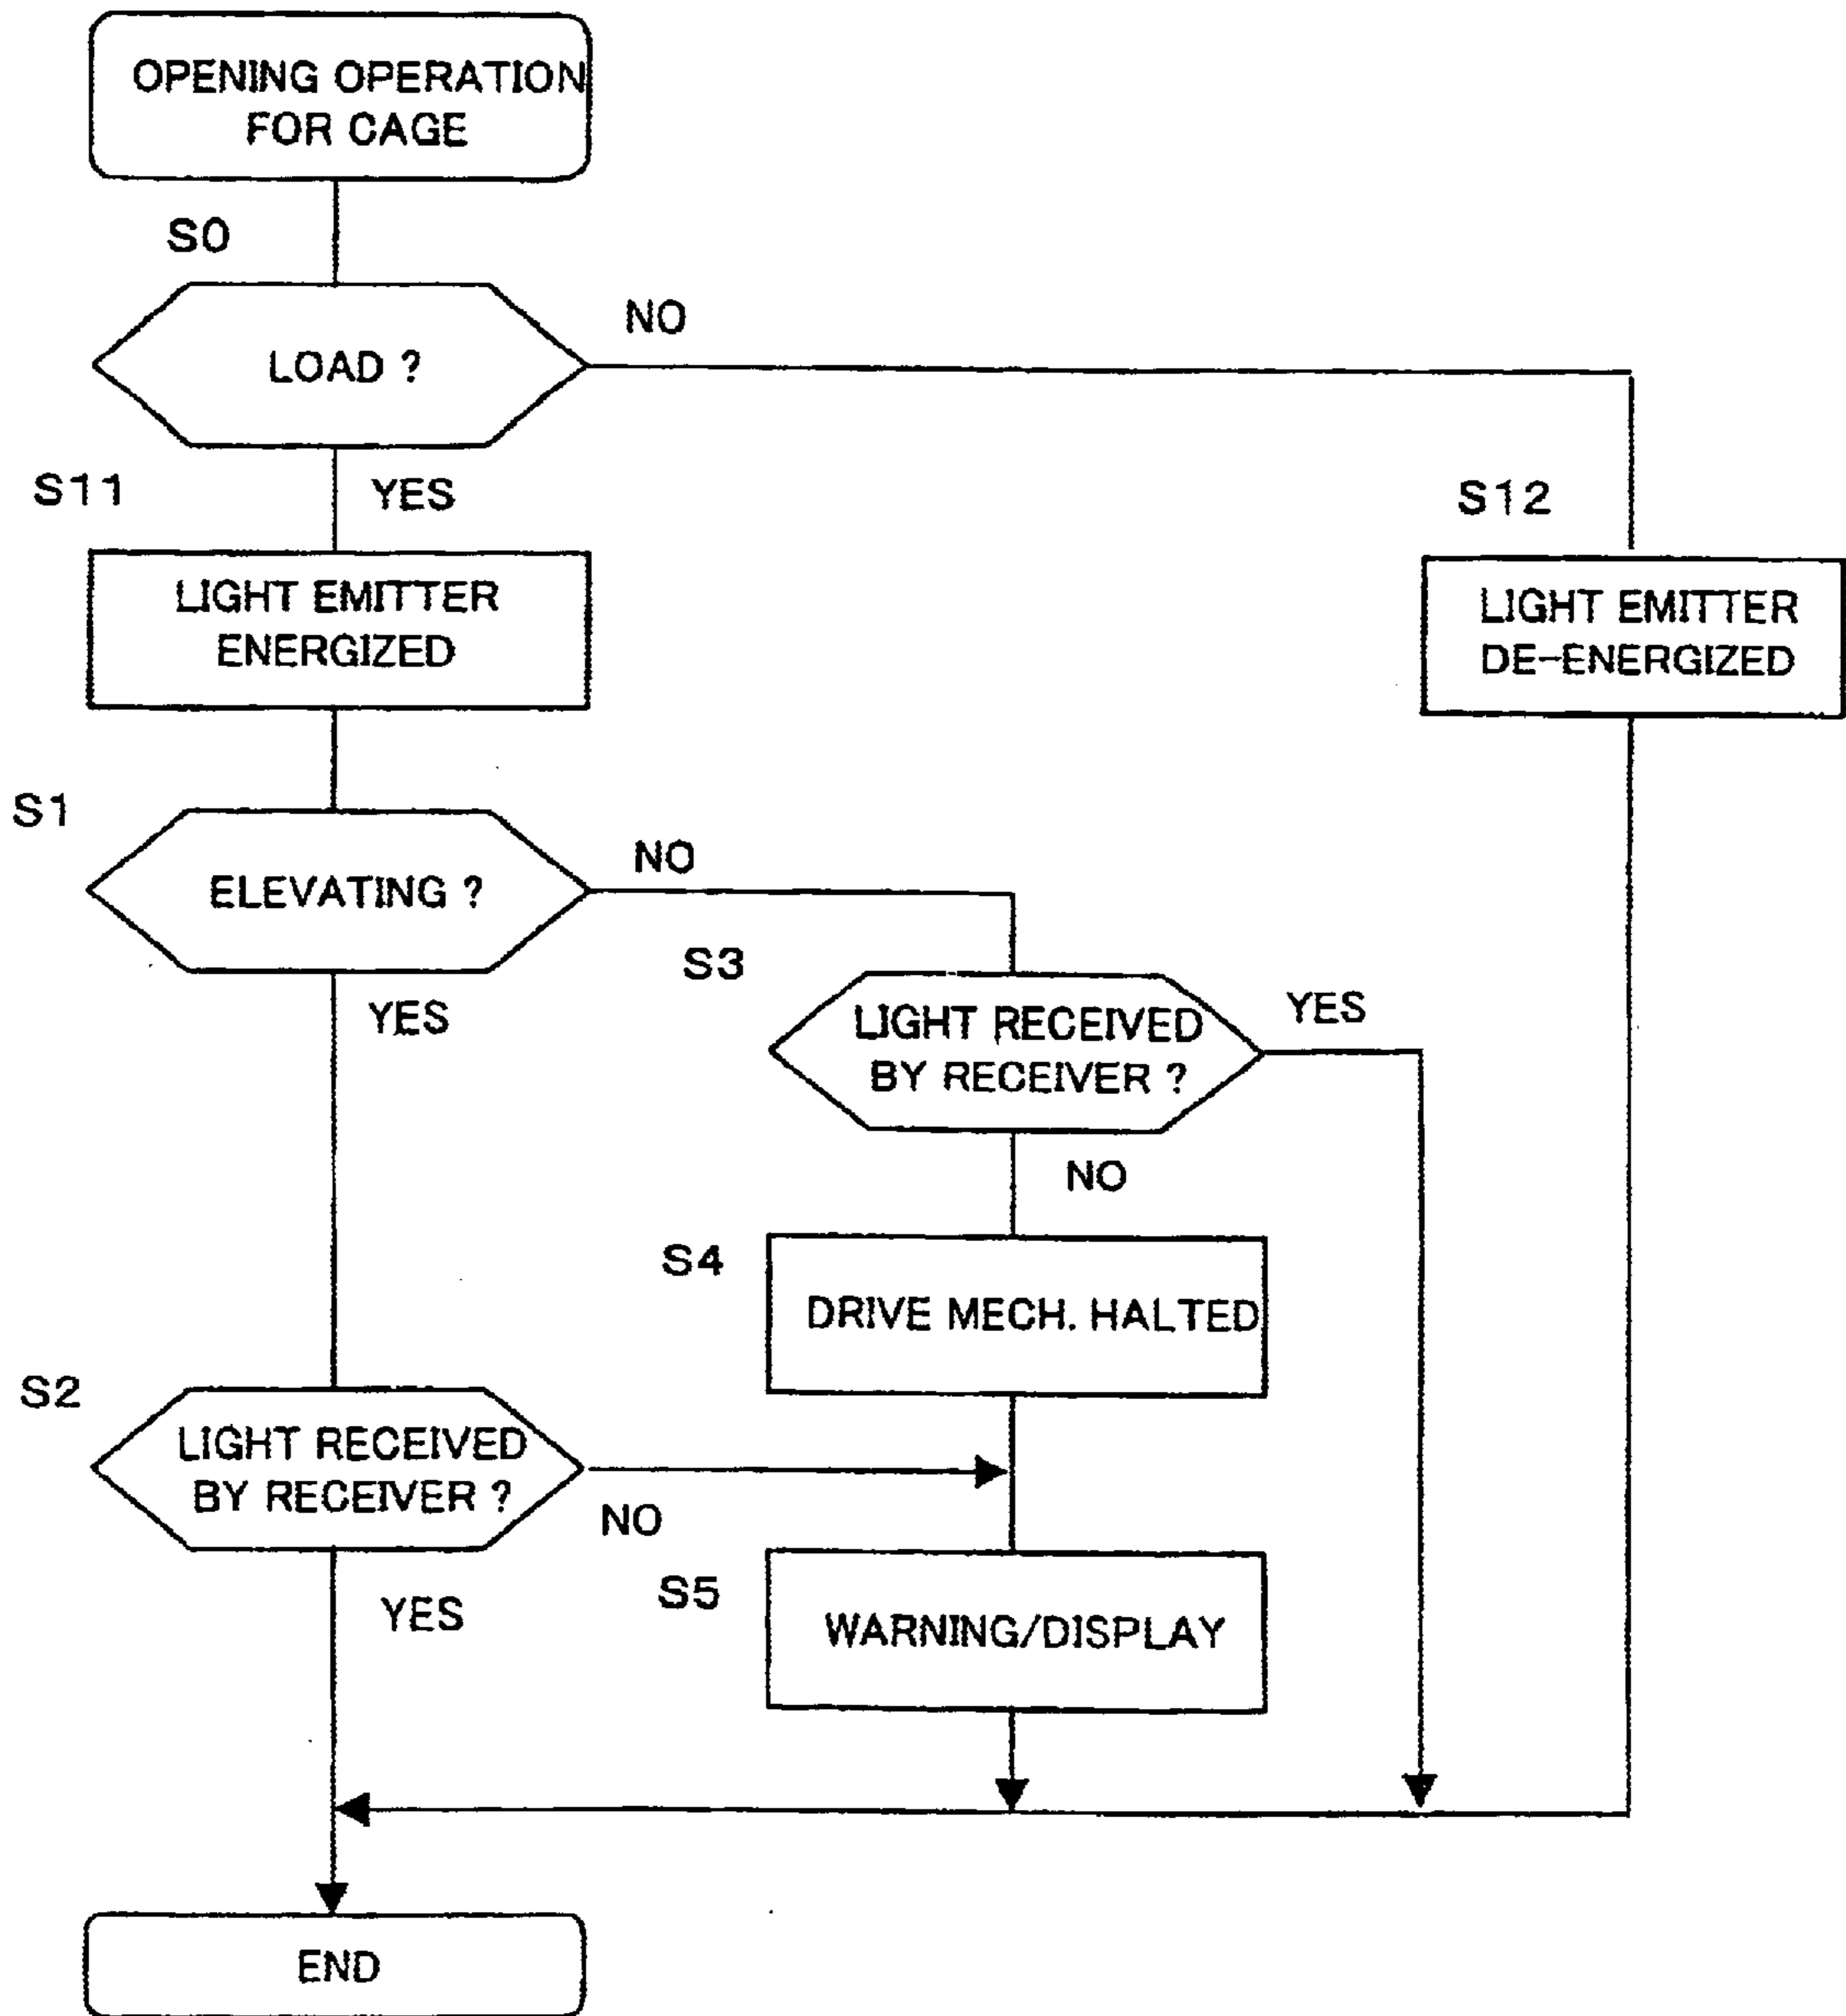 OPENING OPERATION
FOR CAGE
S0
LOAD ?
NO
S11
YES
S12
LIGHT EMITTER
ENERGIZED
LIGHT EMITTER
DE-ENERGIZED
S1
ELEVATING ?
NO
YES
S3
LIGHT RECEIVED
BY RECEIVER ?
YES
NO
S4
DRIVE MECH. HALTED
S2
LIGHT RECEIVED
BY RECEIVER ?
NO
YES
S5
WARNING/DISPLAY
END